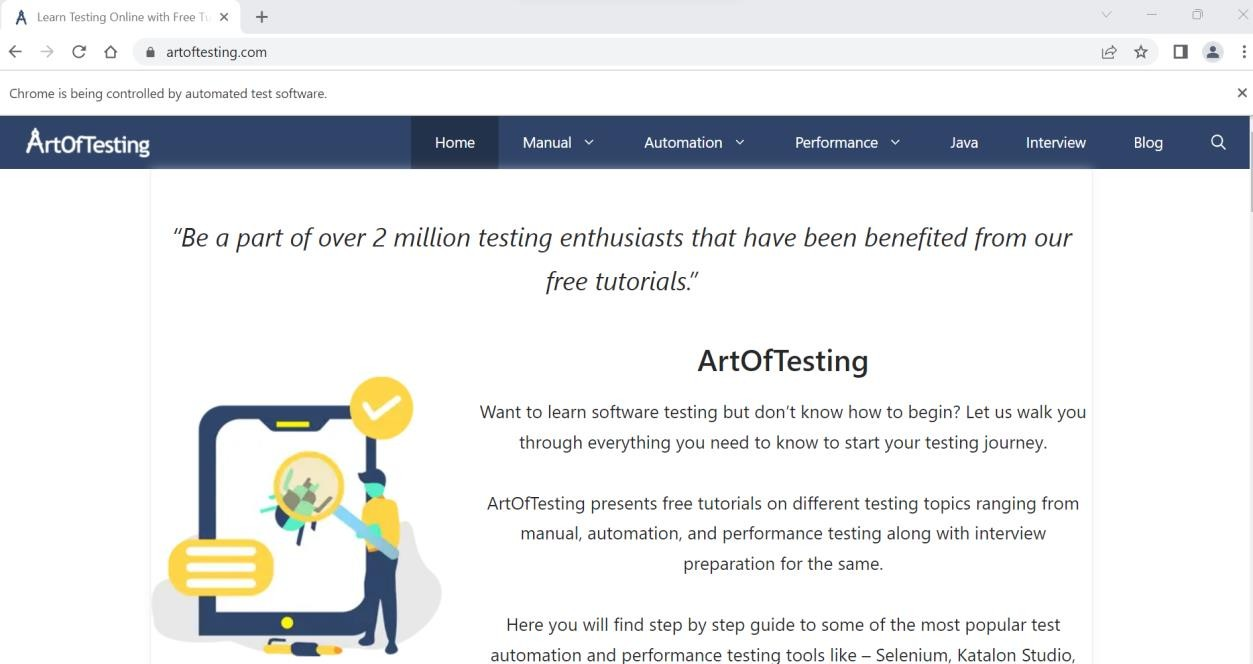 Learn Testing Online with Free Tu
artoftesting.com
Chrome is being controlled by automated test software.
ArtOfTesting
Home
Manual
Automation
Performance
Java
Interview
Blog
“Be a part of over 2 million testing enthusiasts that have been benefited from our
free tutorials.”
ArtOfTesting
Want to learn software testing but don’t know how to begin? Let us walk you
through everything you need to know to start your testing journey.
ArtOfTesting presents free tutorials on different testing topics ranging from
manual, automation, and performance testing along with interview
preparation for the same.
Here you will find step by step guide to some of the most popular test
automation and performance testing tools like – Selenium, Katalon Studio,